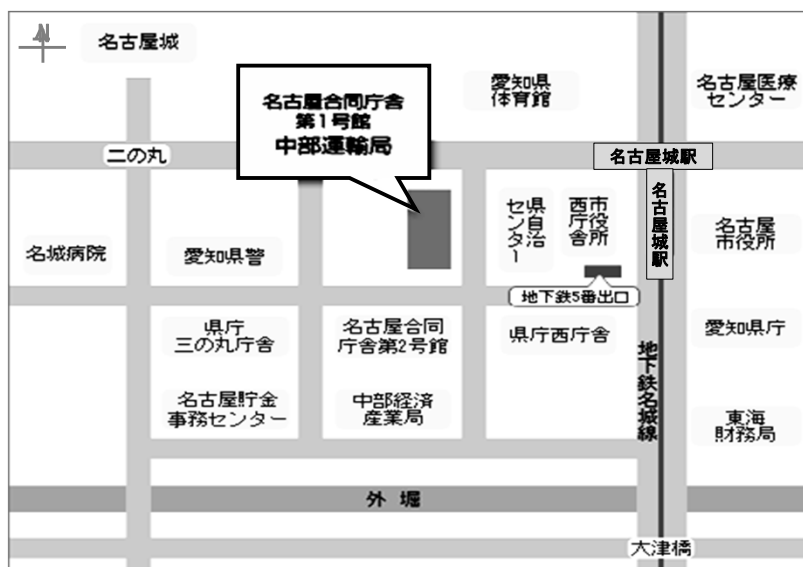 名古屋城
愛知県
体育館
名古屋医療
センター
名古屋合同庁舎
第1号館
中部運輸局
二の丸
名古屋城駅
名古屋城駅
名城病院
愛知県警
県自治
センター
市役所
西庁舎
名古屋
市役所
地下鉄5番出口
県庁
三の丸庁舎
名古屋合同
庁舎第2号館
県庁西庁舎
愛知県庁
地下鉄名城線
名古屋貯金
事務センター
中部経済
産業局
東海
財務局
外堀
大津橋